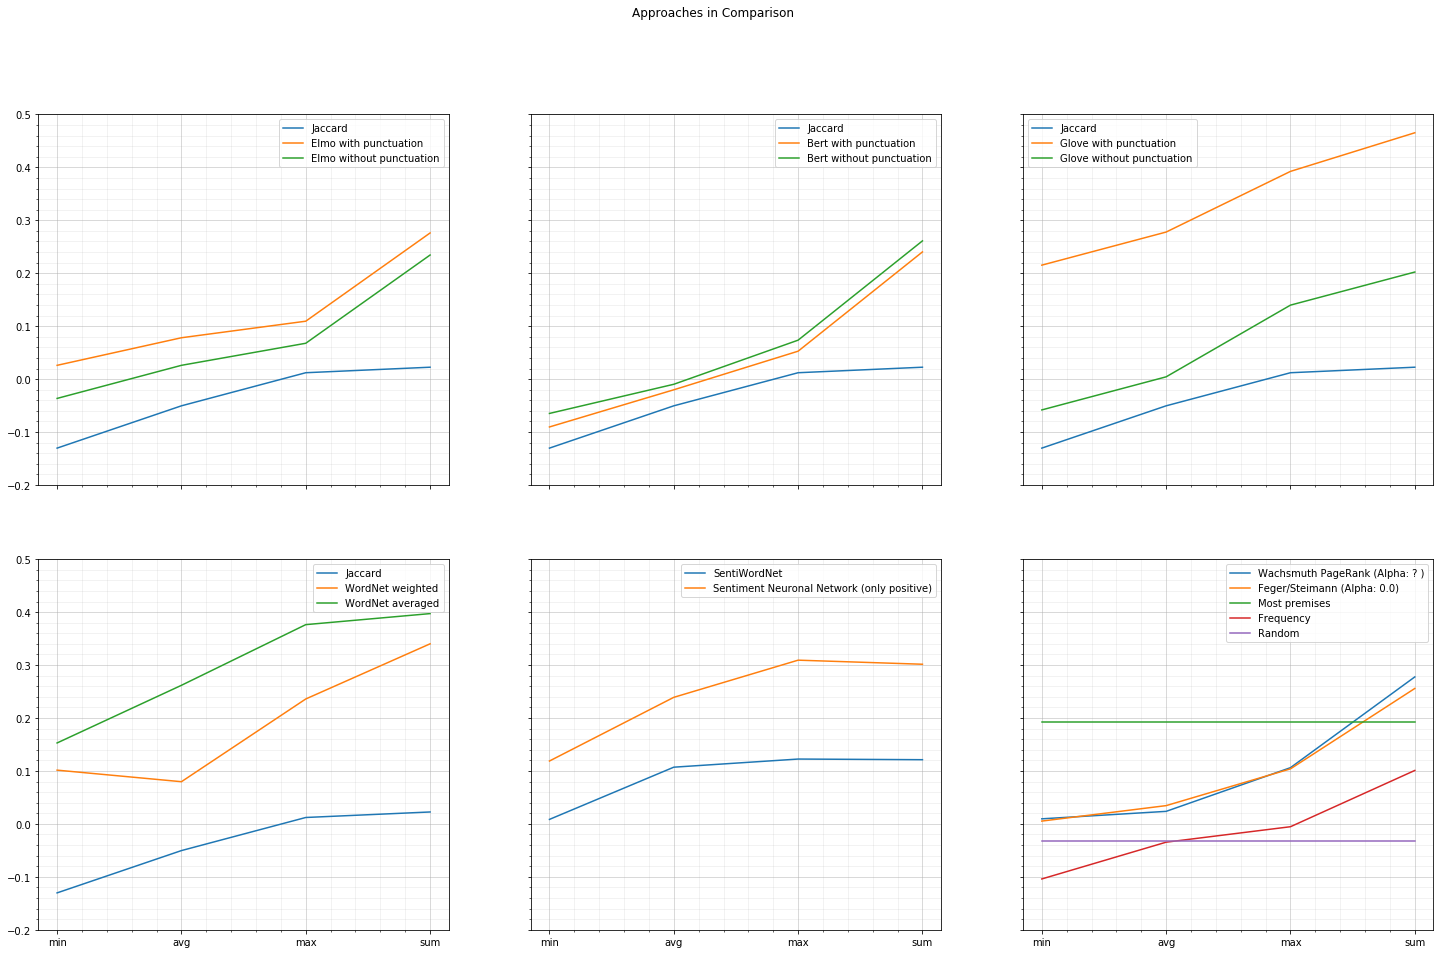 Approaches in Comparison
0.5
0.4
0.3
0.2
0.1
0.0
−0.1
−0.2
Jaccard
Elmo with punctuation
Elmo without punctuation
Jaccard
Bert with punctuation
Bert without punctuation
Jaccard
Glove with punctuation
Glove without punctuation
0.5
0.4
0.3
0.2
0.1
0.0
−0.1
−0.2
Jaccard
WordNet weighted
WordNet averaged
min avg max sum
SentiWordNet
Sentiment Neuronal Network (only positive)
min avg max sum
Wachsmuth PageRank (Alpha: ? )
Feger/Steimann (Alpha: 0.0)
Most premises
Frequency
Random
min avg max sum